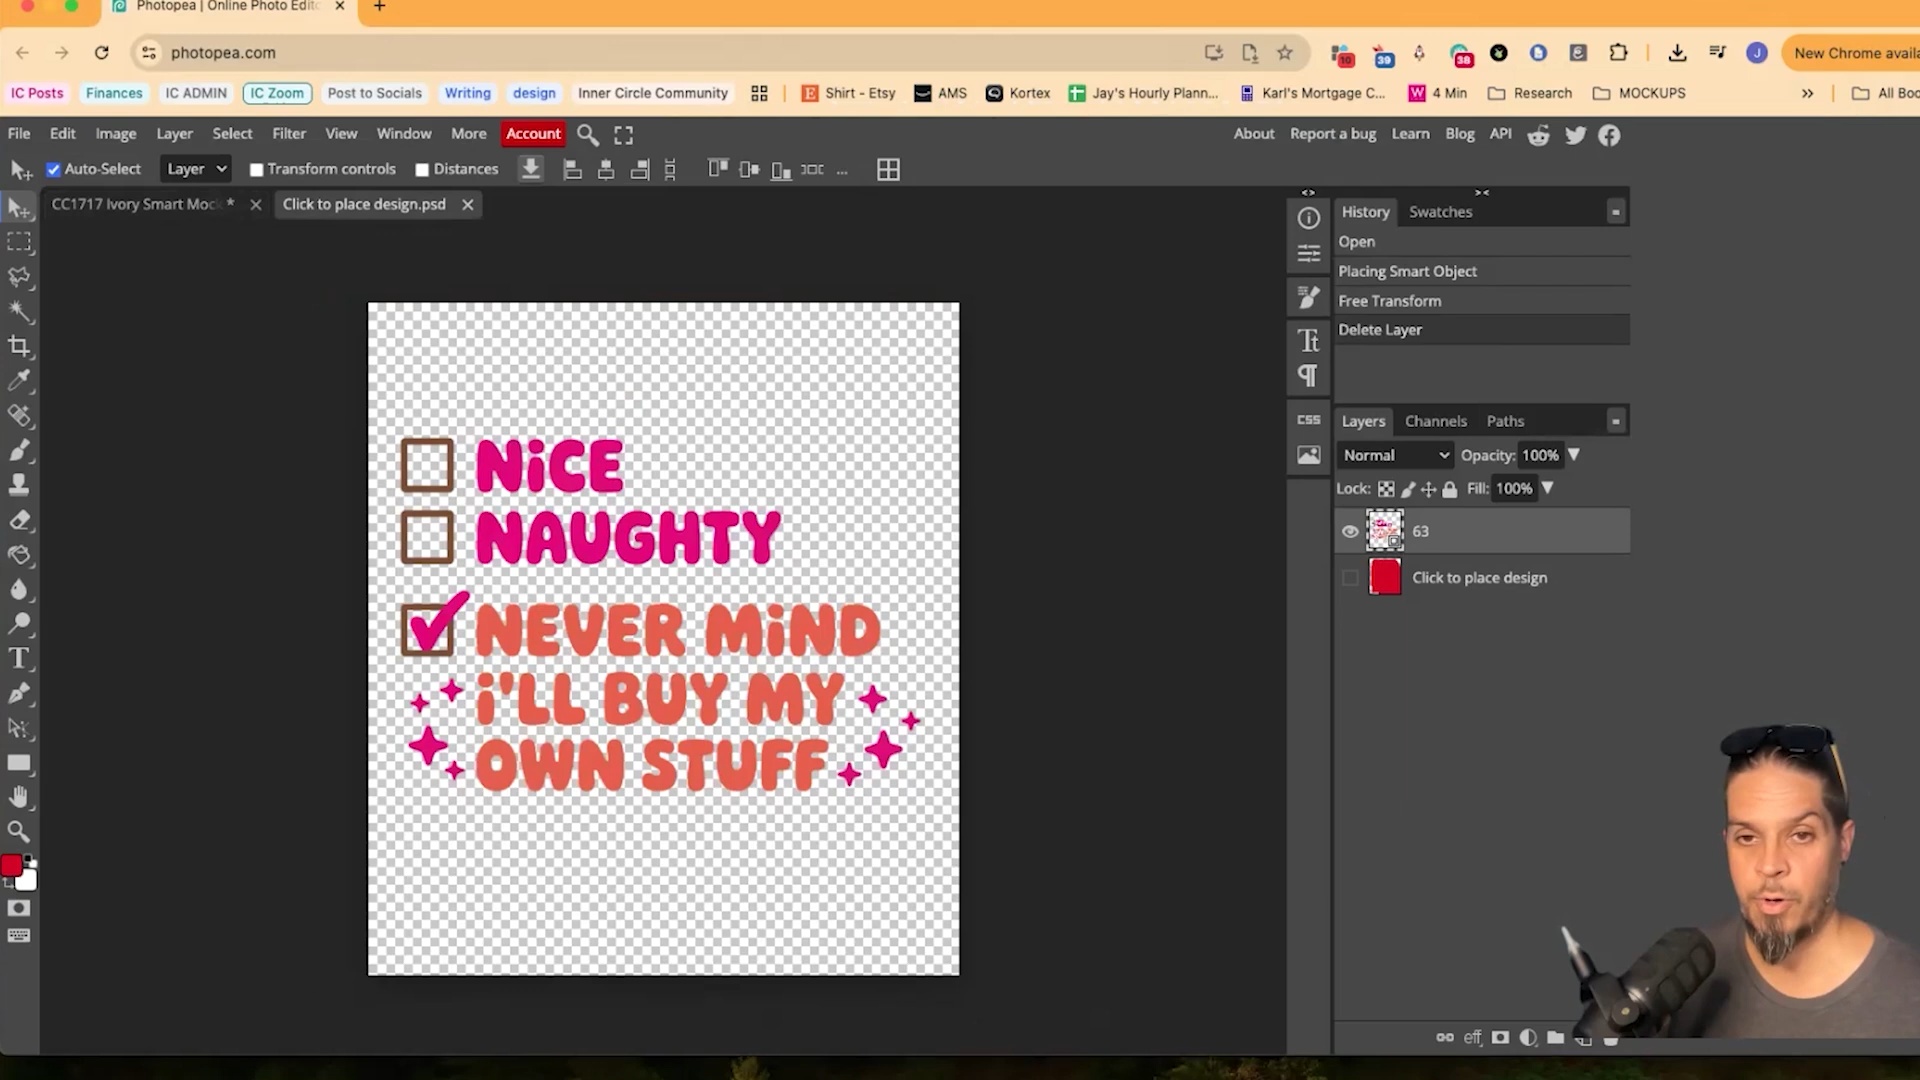 Photopea | Online Photo Edit
photopea.com
10
39
38
New Chrome availa
IC Posts
Finances
IC ADMIN
IC Zoom
Post to Socials
Writing
design
Inner Circle Community
Shirt - Etsy
AMS
Kortex
Jay's Hourly Plann...
Karl's Mortgage C...
4 Min
Research
MOCKUPS
»
All Boo
File Edit Image Layer Select Filter View Window More Account
About Report a bug Learn Blog API
Auto-Select Layer Transform controls Distances ...
CC1717 Ivory Smart Moc *
Click to place design.psd
History Swatches
Open
Placing Smart Object
Free Transform
Delete Layer
CSS
Layers Channels Paths
Normal Opacity: 100%
Lock: Fill: 100%
63
Click to place design
eff
NiCE
NAUGHTY
NEVER MiND
i'LL BUY MY
OWN STUFF